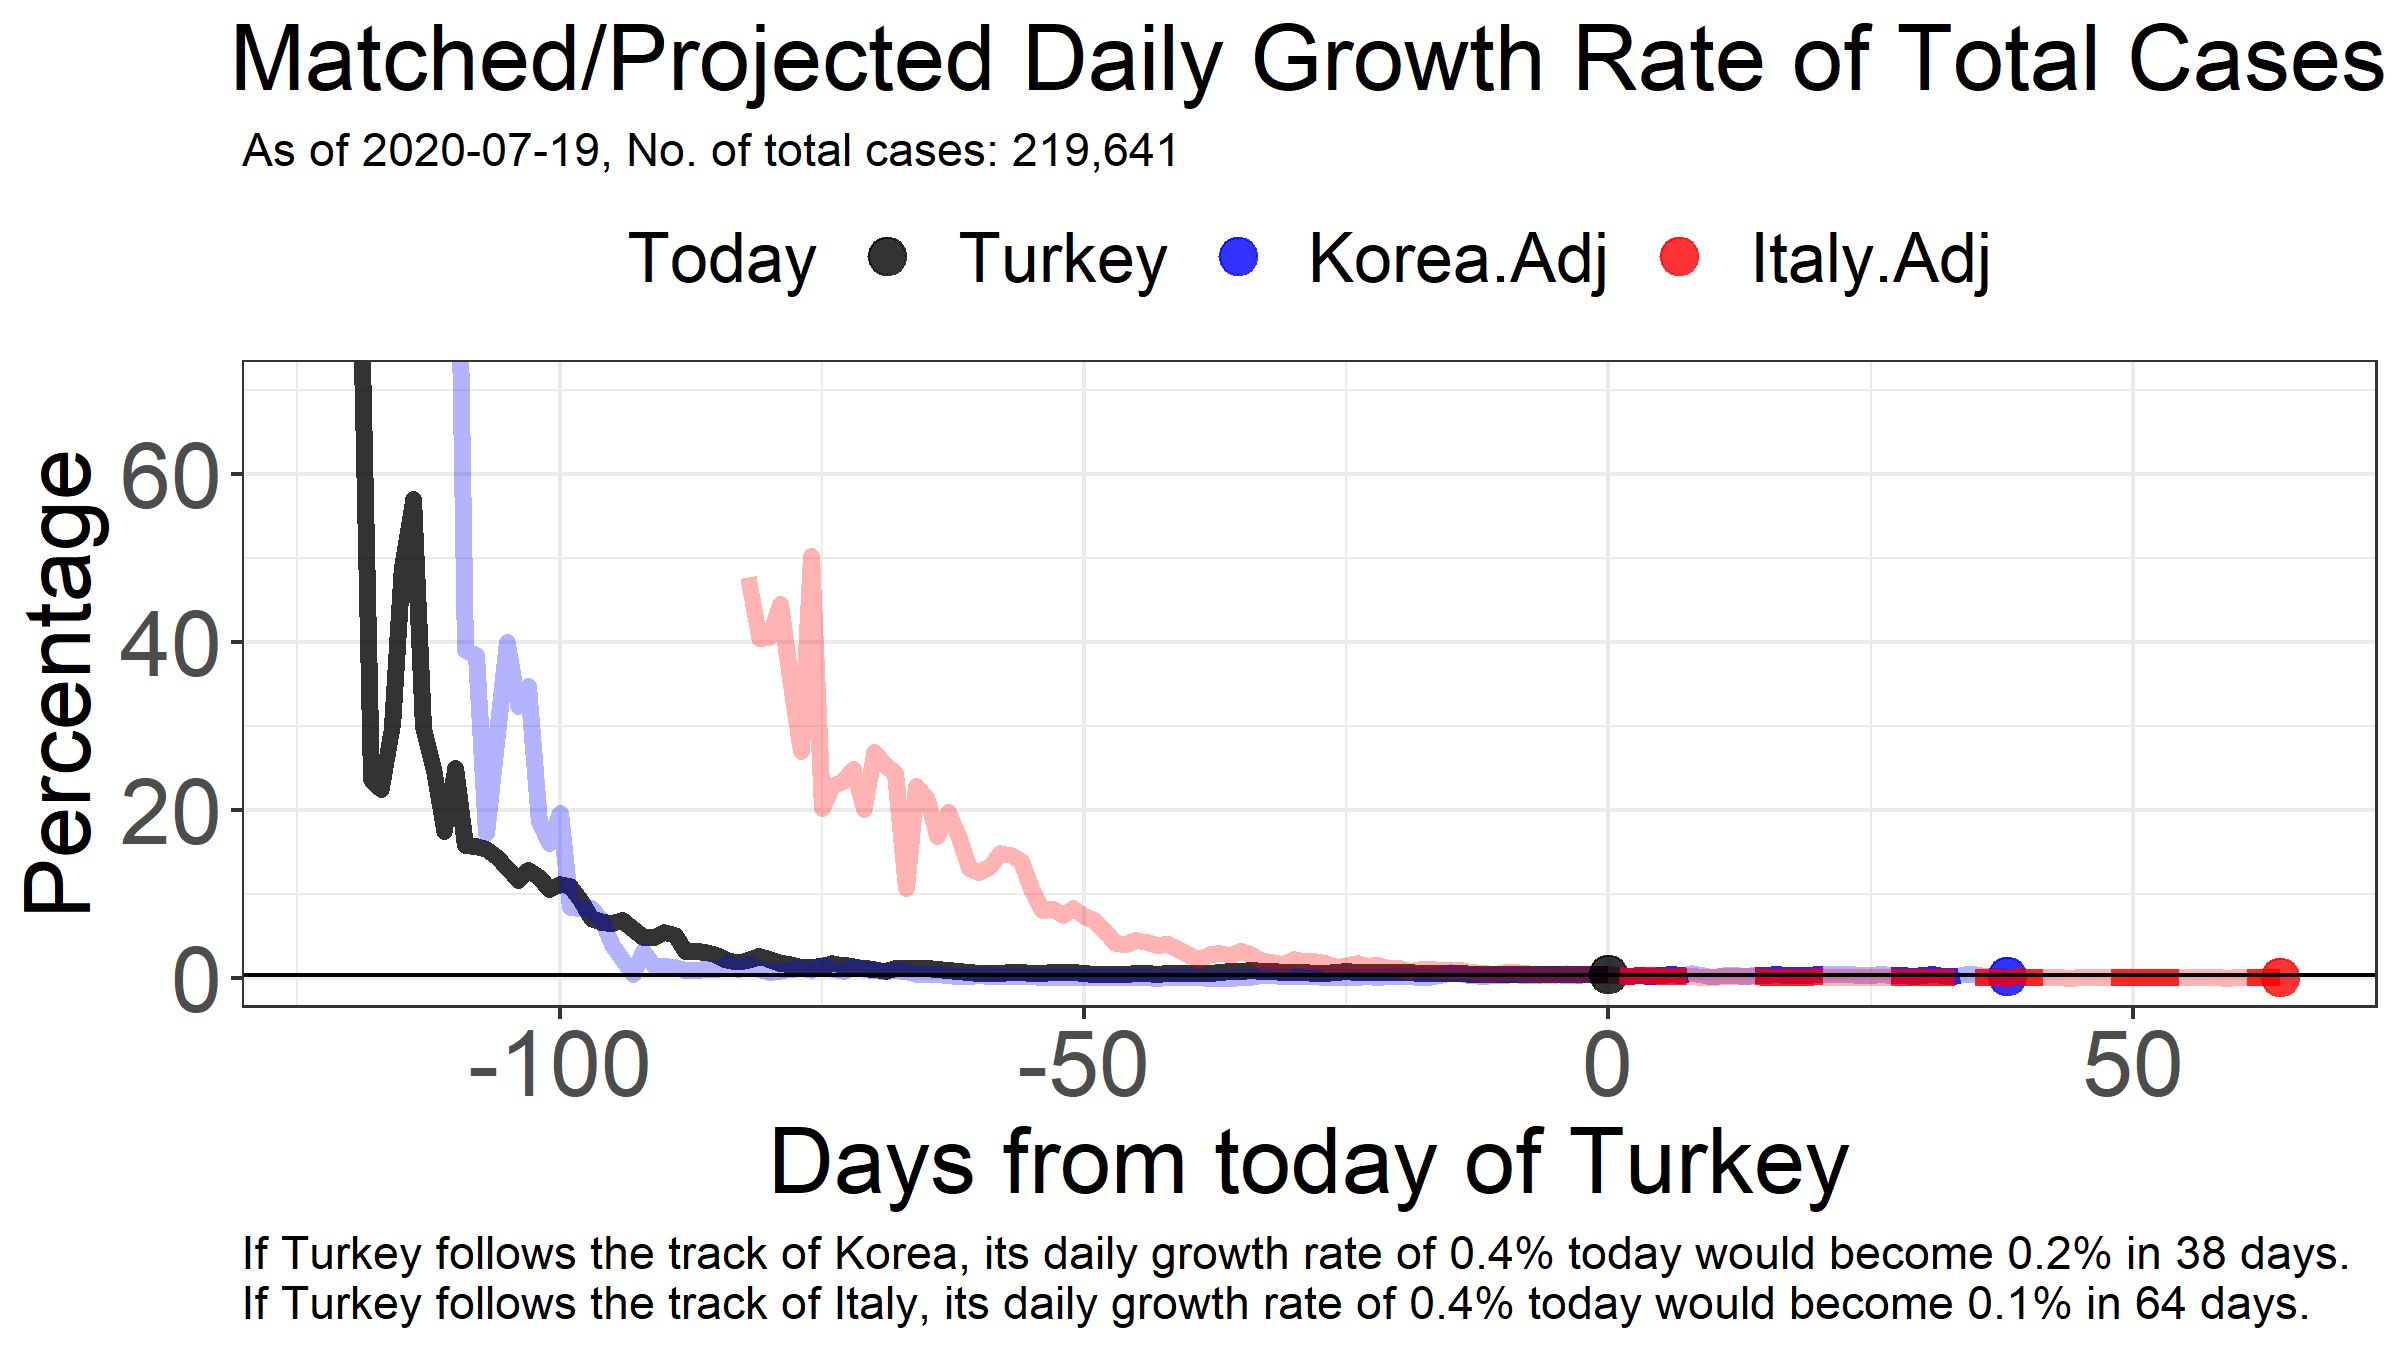 Matched/Projected Daily Growth Rate of Total Cases
As of 2020-07-19, No. of total cases: 219,641
Today Turkey Korea.Adj Italy.Adj
Percentage
60
40
20
0
-100 -50 0 50
Days from today of Turkey
If Turkey follows the track of Korea, its daily growth rate of 0.4% today would become 0.2% in 38 days.
If Turkey follows the track of Italy, its daily growth rate of 0.4% today would become 0.1% in 64 days.